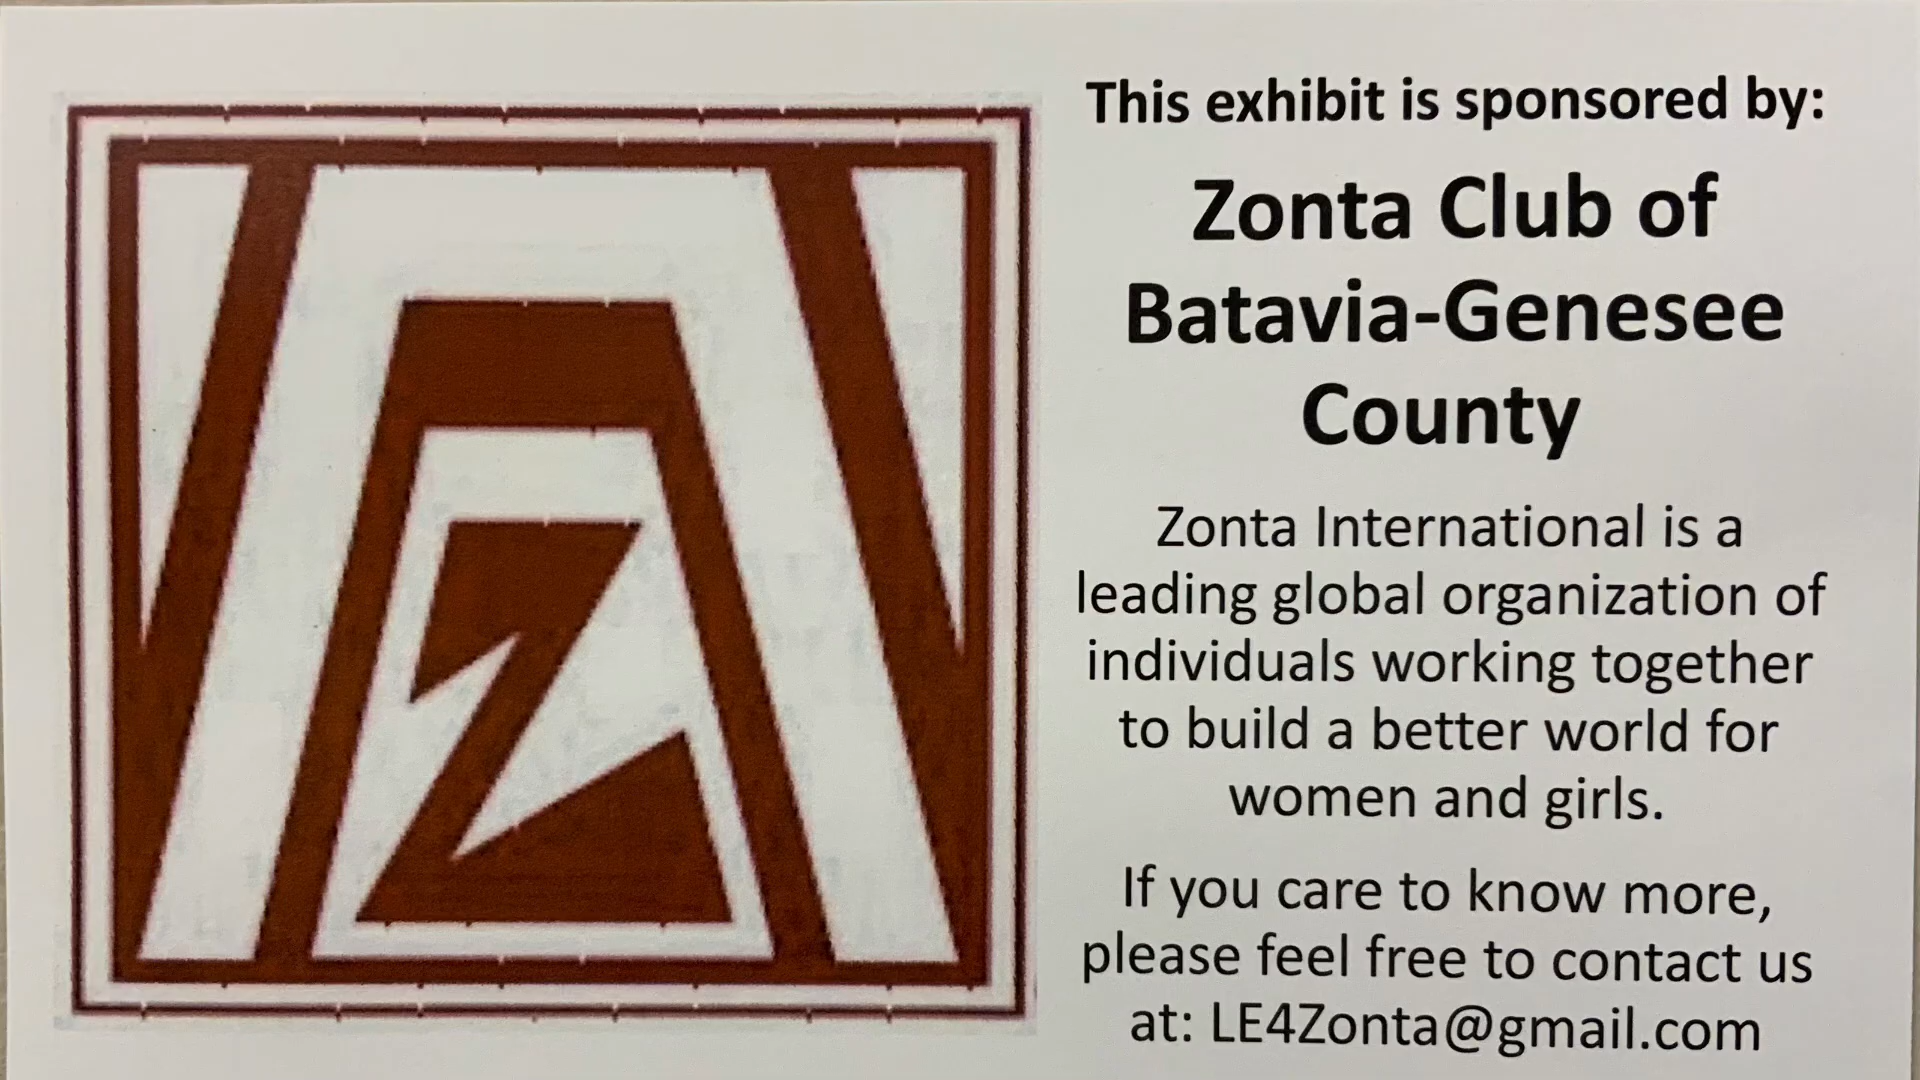 This exhibit is sponsored by:
Zonta Club of
Batavia-Genesee
County
Zonta International is a
leading global organization of
individuals working together
to build a better world for
women and girls.
If you care to know more,
please feel free to contact us
at: LE4Zonta@gmail.com